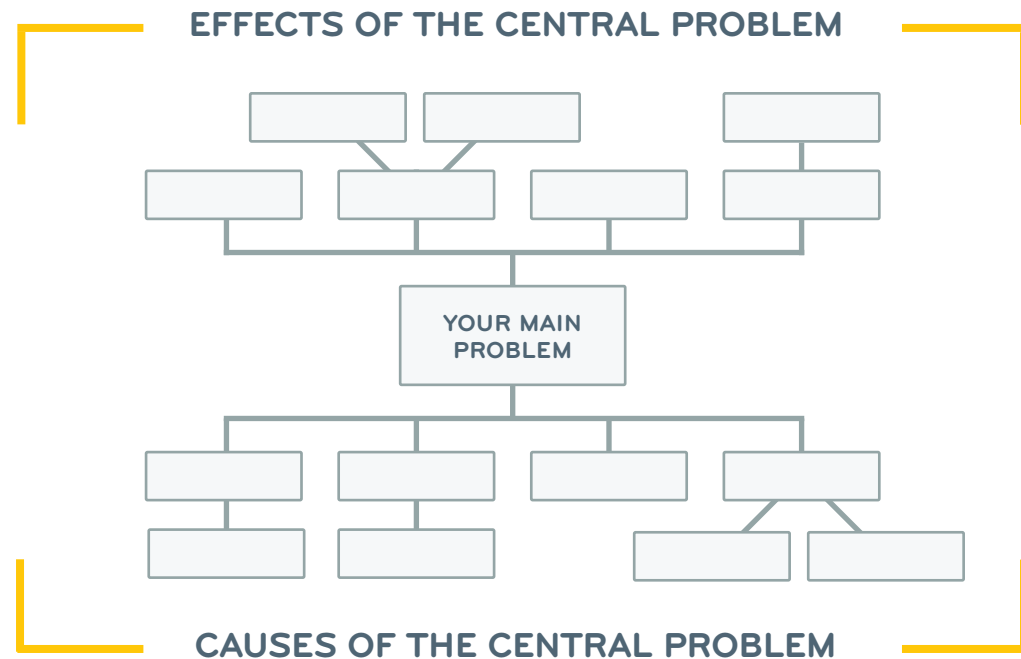 EFFECTS OF THE CENTRAL PROBLEM
YOUR MAIN
PROBLEM
CAUSES OF THE CENTRAL PROBLEM